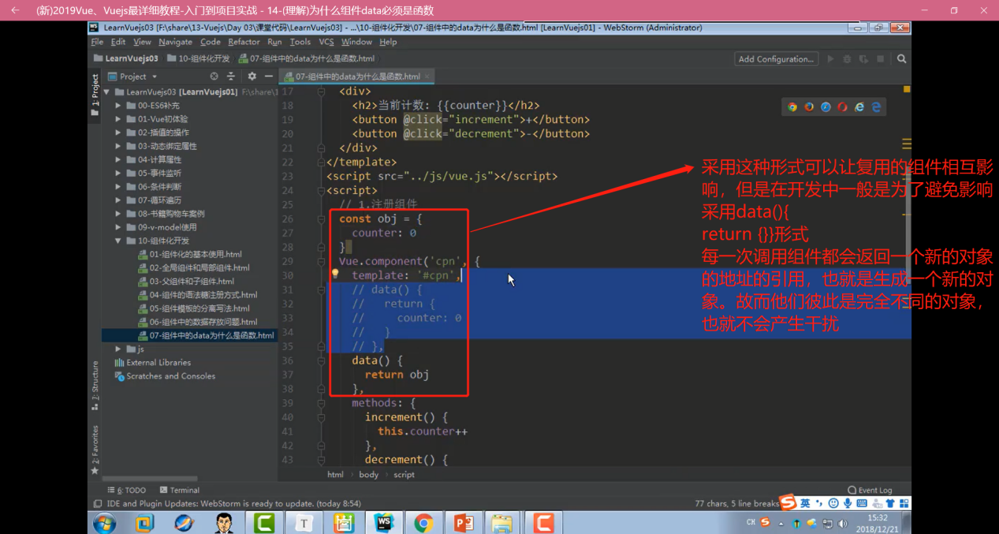 (新)2019Vue、Vuejs最详细教程-入门到项目实战 - 14-(理解)为什么组件data必须是函数
LearnVuejs03 [F:\share\13-Vuejs\Day 03\课堂代码\LearnVuejs03] - ...\10-组件化开发\07-组件中的data为什么是函数.html [LearnVuejs01] - WebStorm (Administrator)
File Edit View Navigate Code Refactor Run Tools VCS Window Help
LearnVuejs03 10-组件化开发 07-组件中的data为什么是函数.html
Add Configuration...
1: Project
Project
07-组件中的data为什么是函数.html
LearnVuejs03 [LearnVuejs01] F:\share\1
00-ES6补充
01-Vue初体验
02-插值的操作
03-动态绑定属性
04-计算属性
05-事件监听
06-条件判断
07-循环遍历
08-书籍购物车案例
09-v-model使用
10-组件化开发
01-组件化的基本使用.html
02-全局组件和局部组件.html
03-父组件和子组件.html
04-组件的语法糖注册方式.html
05-组件模板的分离写法.html
06-组件中的数据存放问题.html
07-组件中的data为什么是函数.html
js
External Libraries
Scratches and Consoles
7: Structure
2: Favorites
17 <div>
18 <h2>当前计数: {{counter}}</h2>
19 <button @click="increment">+</button>
20 <button @click="decrement">-</button>
21 </div>
22 </template>
23 <script src="../js/vue.js"></script>
24 <script>
25 // 1.注册组件
26 const obj = {
27 counter: 0
28 }
29 Vue.component('cpn', {
30 template: '#cpn',
31 // data() {
32 // return {
33 // counter: 0
34 // }
35 // },
36 data() {
37 return obj
38 },
39 methods: {
40 increment() {
41 this.counter++
42 },
43 decrement() {
采用这种形式可以让复用的组件相互影
响，但是在开发中一般是为了避免影响
采用data(){
return {}}形式
每一次调用组件都会返回一个新的对象
的地址的引用，也就是生成一个新的对
象。故而他们彼此是完全不同的对象，
也就不会产生干扰
html body script
6: TODO Terminal
Event Log
IDE and Plugin Updates: WebStorm is ready to update. (today 8:54)
77 chars, 5 line breaks
英
CK
15:32
2018/12/21